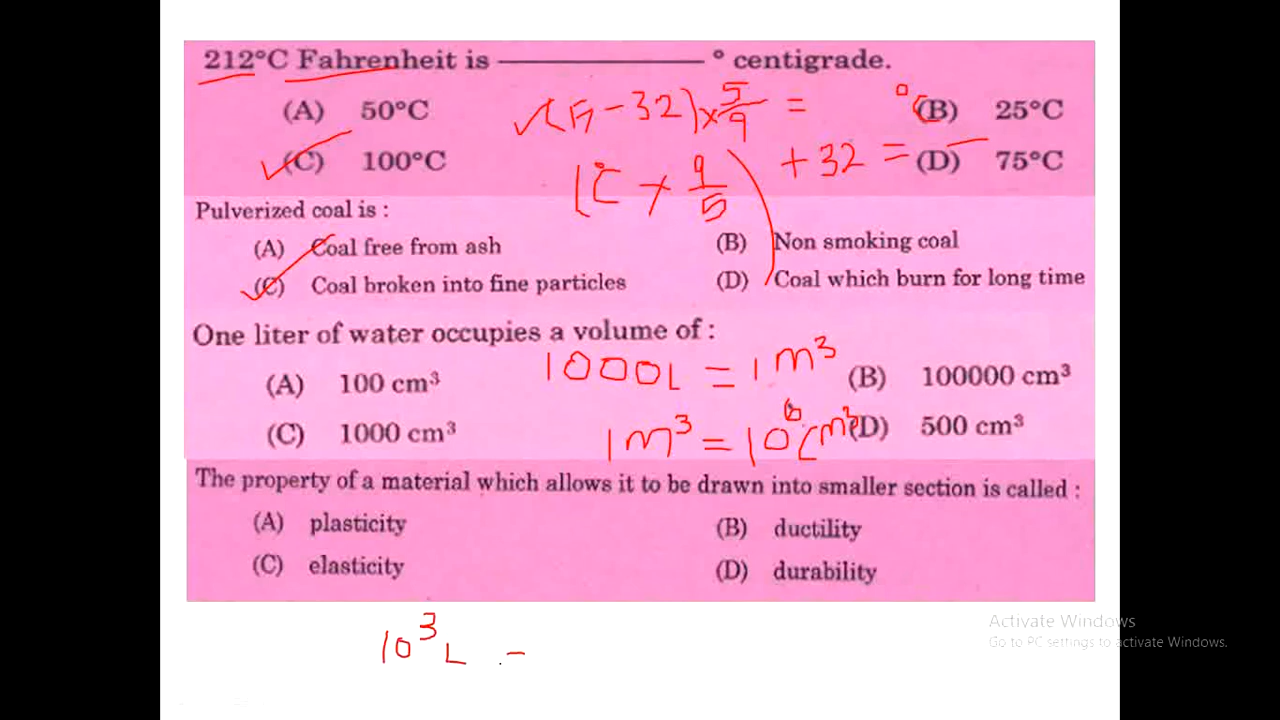 212°C Fahrenheit is ____________ ° centigrade.
(A) 50°C (F - 32) × 5/9 = °C (B) 25°C
(C) 100°C (°C × 9/5) + 32 = (D) 75°C
Pulverized coal is :
(A) Coal free from ash (B) Non smoking coal
(C) Coal broken into fine particles (D) Coal which burn for long time
One liter of water occupies a volume of :
1000L = 1m³
(A) 100 cm³ (B) 100000 cm³
(C) 1000 cm³ 1m³ = 10⁶ cm³ (D) 500 cm³
The property of a material which allows it to be drawn into smaller section is called :
(A) plasticity (B) ductility
(C) elasticity (D) durability
10³ L =
Activate Windows
Go to PC settings to activate Windows.